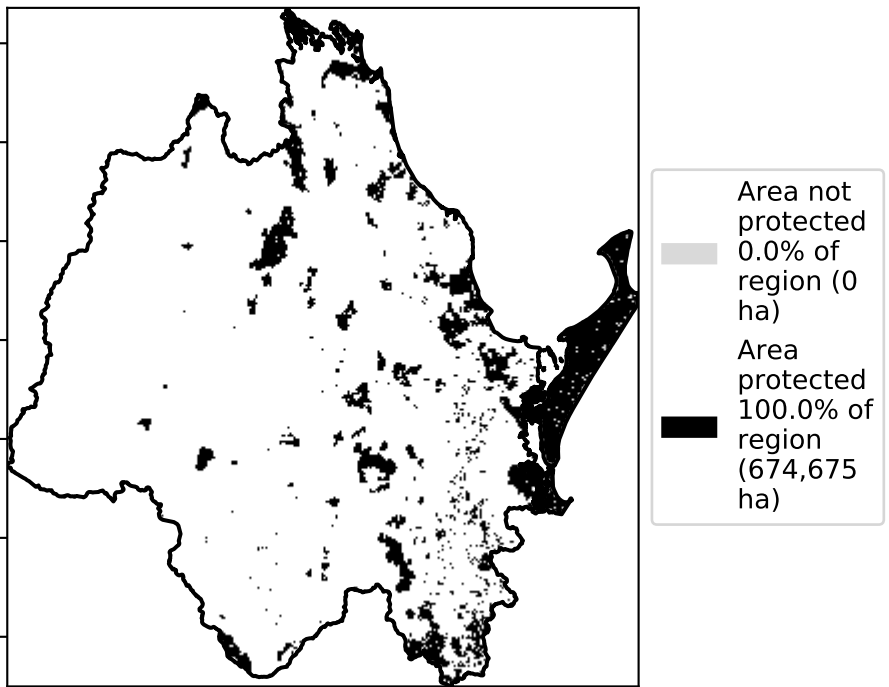 Area not
protected
0.0% of
region (0
ha)
Area
protected
100.0% of
region
(674,675
ha)